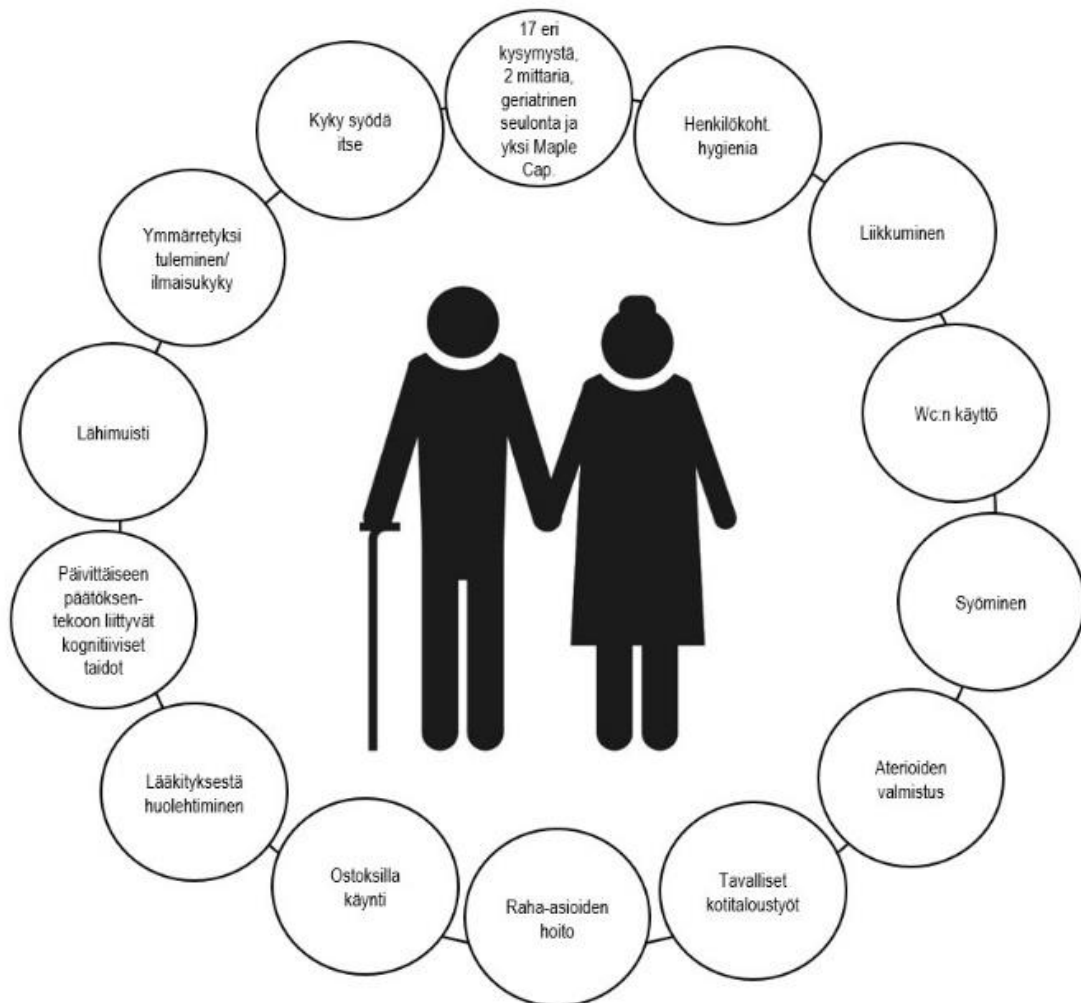 17 eri
kysymystä,
2 mittaria,
geriatrinen
seulonta ja
yksi Maple
Cap.
Henkilökoht.
hygienia
Liikkuminen
Wc:n käyttö
Syöminen
Aterioiden
valmistus
Tavalliset
kotitaloustyöt
Raha-asioiden
hoito
Ostoksilla
käynti
Lääkityksestä
huolehtiminen
Päivittäiseen
päätöksen-
tekoon liittyvät
kognitiiviset
taidot
Lähimuisti
Ymmärretyksi
tuleminen/
ilmaisukyky
Kyky syödä
itse